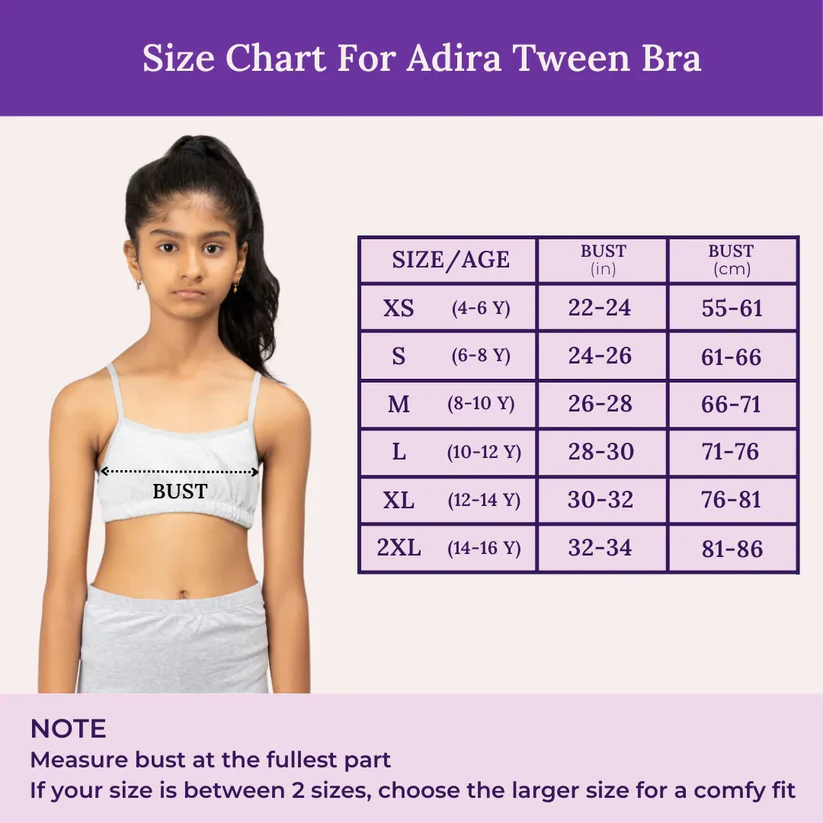 Size Chart For Adira Tween Bra
SIZE/AGE BUST (in) BUST (cm)
XS (4-6 Y) 22-24 55-61
S (6-8 Y) 24-26 61-66
M (8-10 Y) 26-28 66-71
L (10-12 Y) 28-30 71-76
XL (12-14 Y) 30-32 76-81
2XL (14-16 Y) 32-34 81-86
BUST
NOTE
Measure bust at the fullest part
If your size is between 2 sizes, choose the larger size for a comfy fit